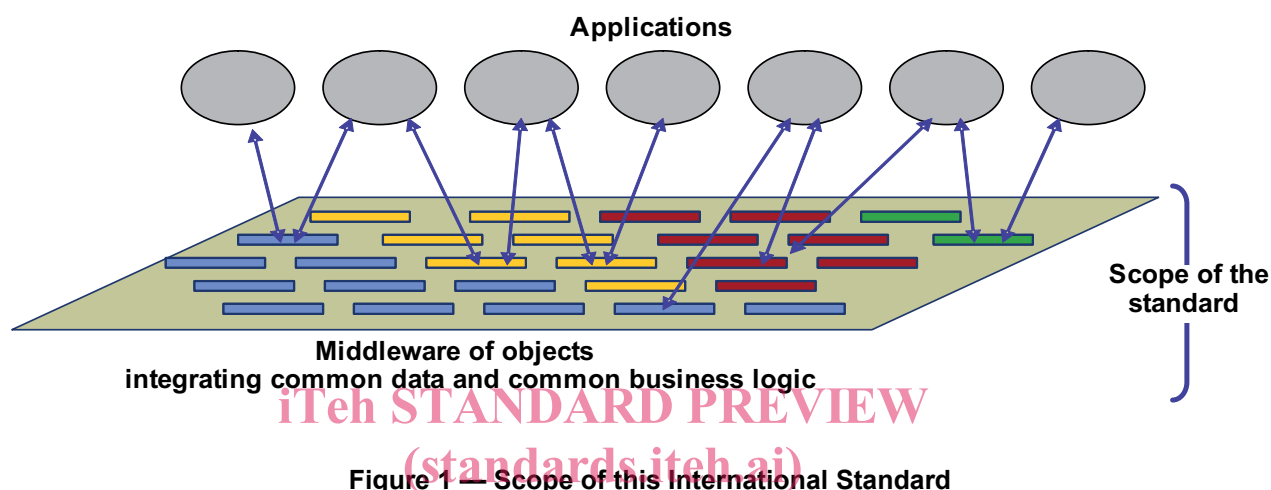 Applications
Scope of the
standard
Middleware of objects
integrating common data and common business logic
iTeh STANDARD PREVIEW
(standards.iteh.ai)
Figure 1 — Scope of this International Standard